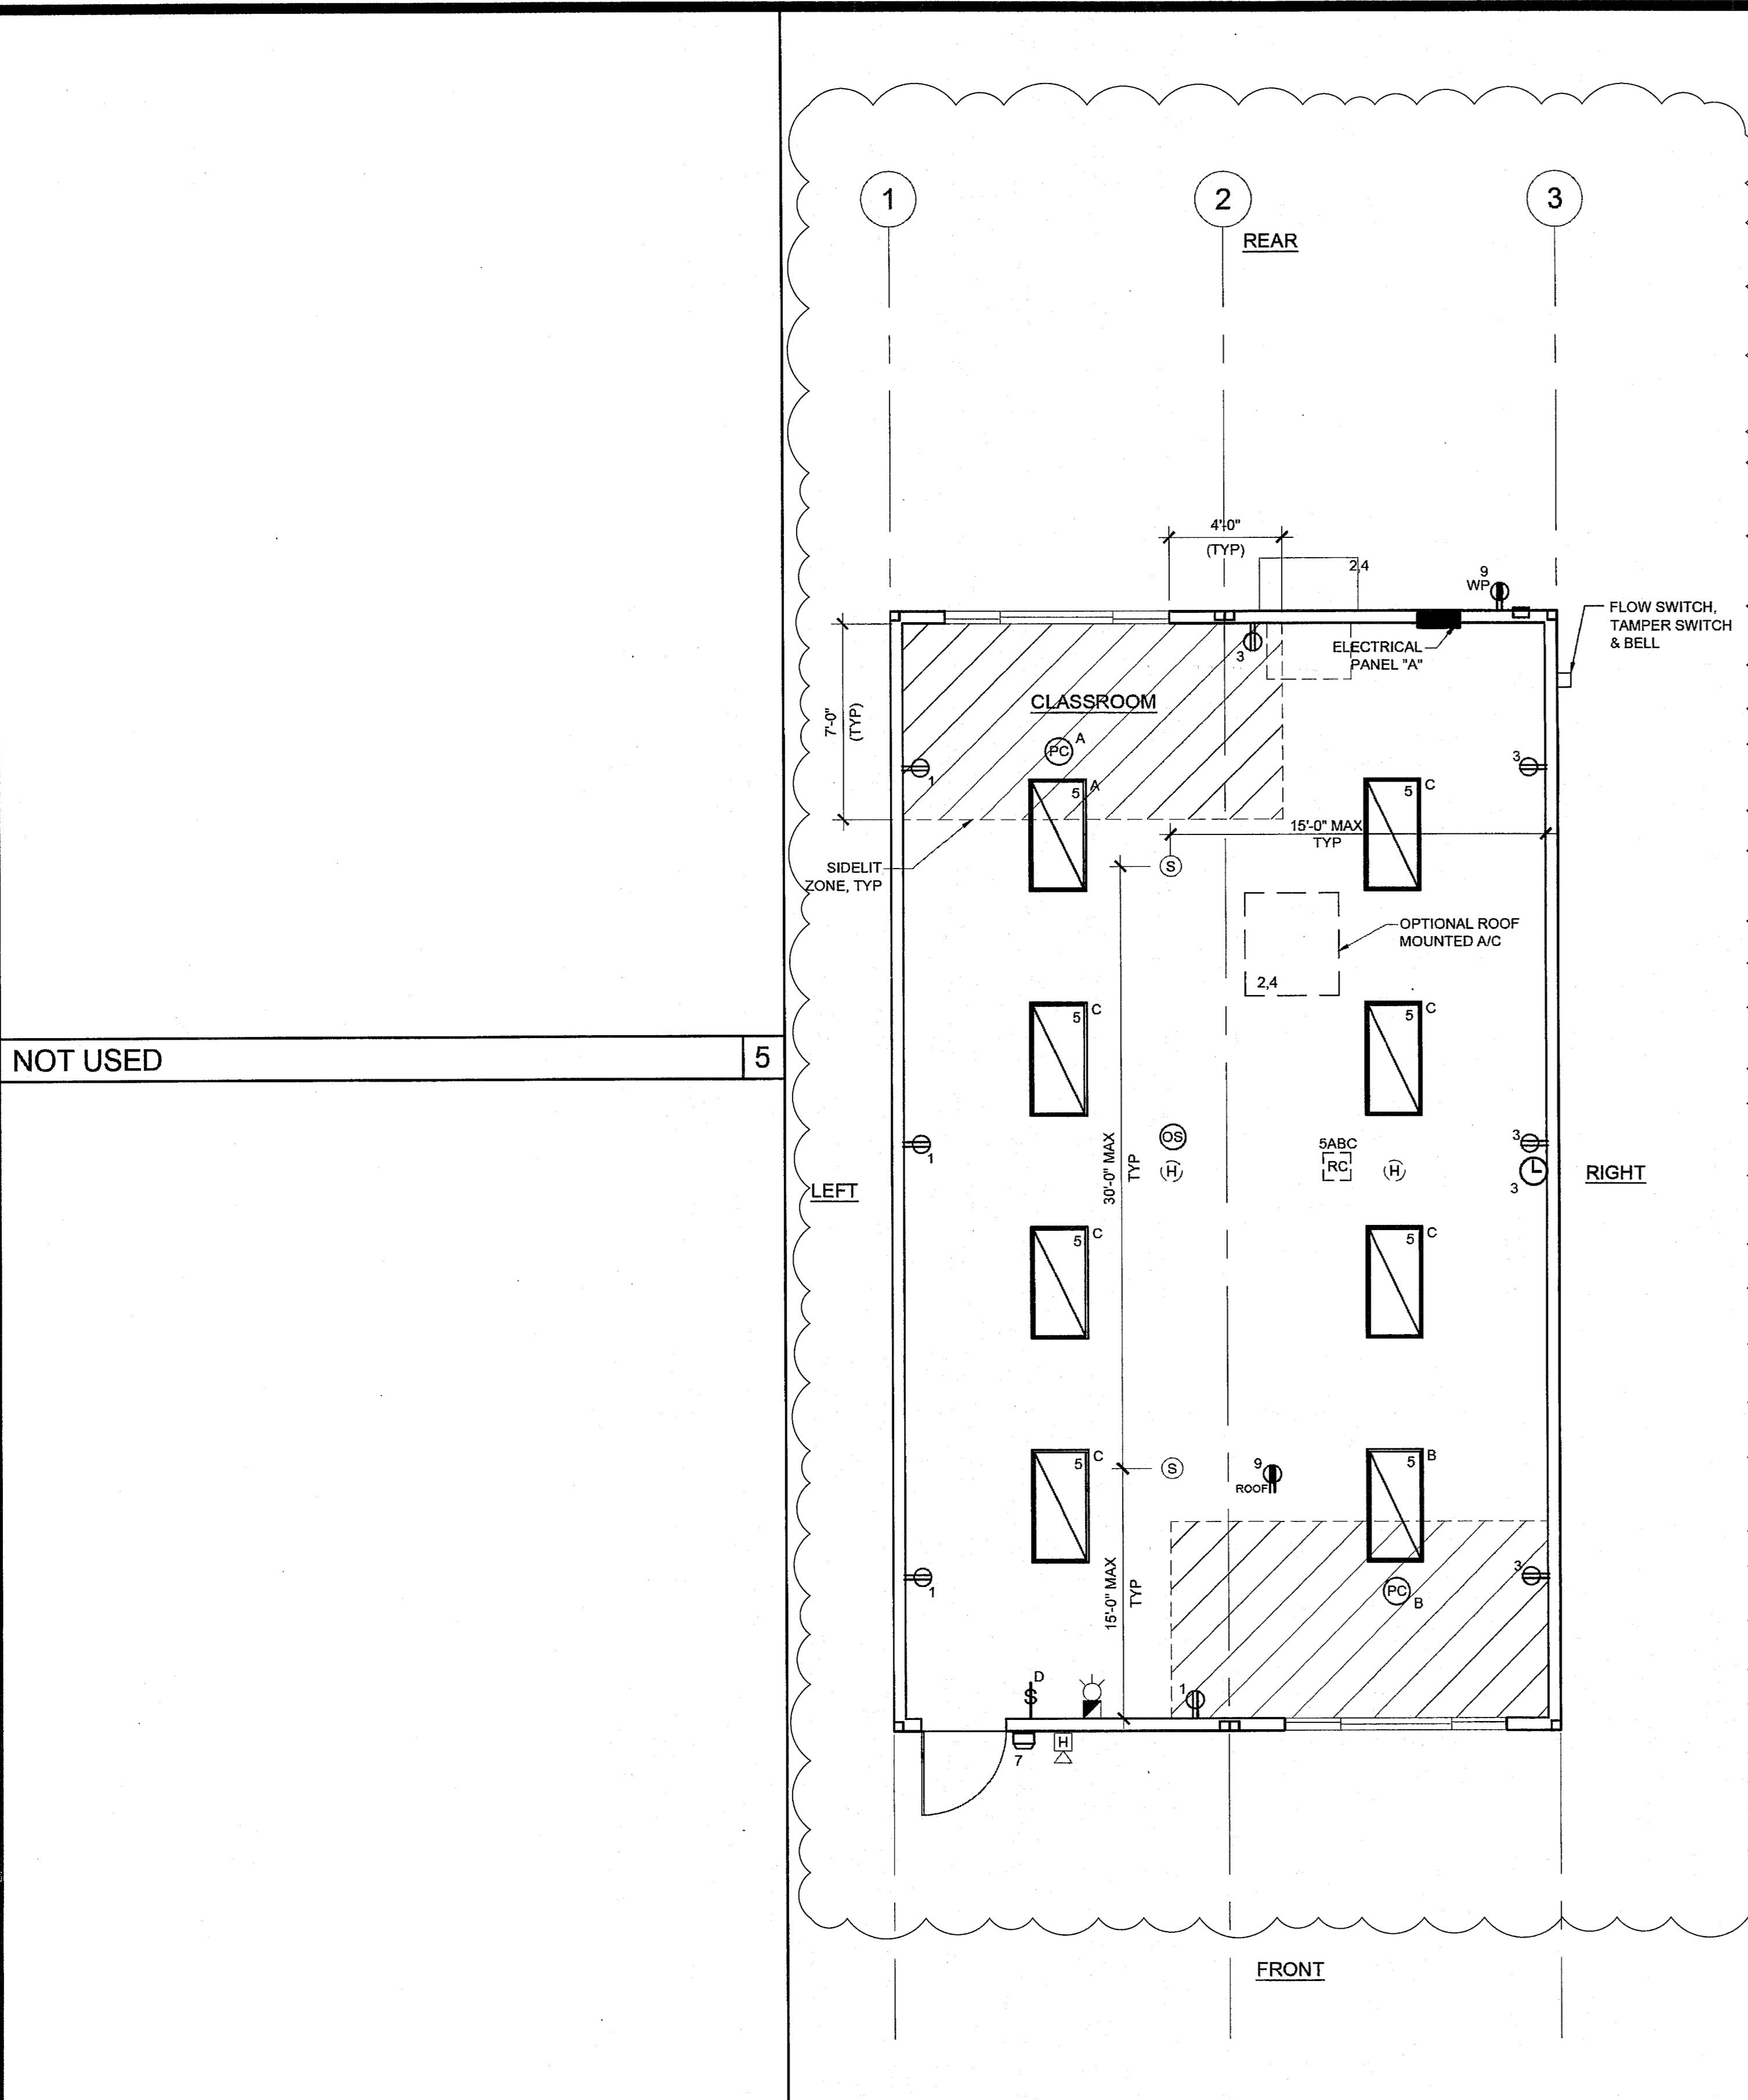 1
2
3
REAR
4'-0"
(TYP)
2,4
9
WP
FLOW SWITCH,
TAMPER SWITCH
& BELL
3
ELECTRICAL
PANEL "A"
7'-0"
(TYP)
CLASSROOM
PC A
1
3
5 A
5 C
15'-0" MAX
TYP
SIDELIT
ZONE, TYP
S
OPTIONAL ROOF
MOUNTED A/C
2,4
5 C
5 C
NOT USED
5
OS
30'-0" MAX
TYP
5ABC
RC
H
H
1
3
3
LEFT
RIGHT
5 C
5 C
5 C
5 B
S
9
ROOF
15'-0" MAX
TYP
1
3
PC B
D
S
1
7
H
FRONT